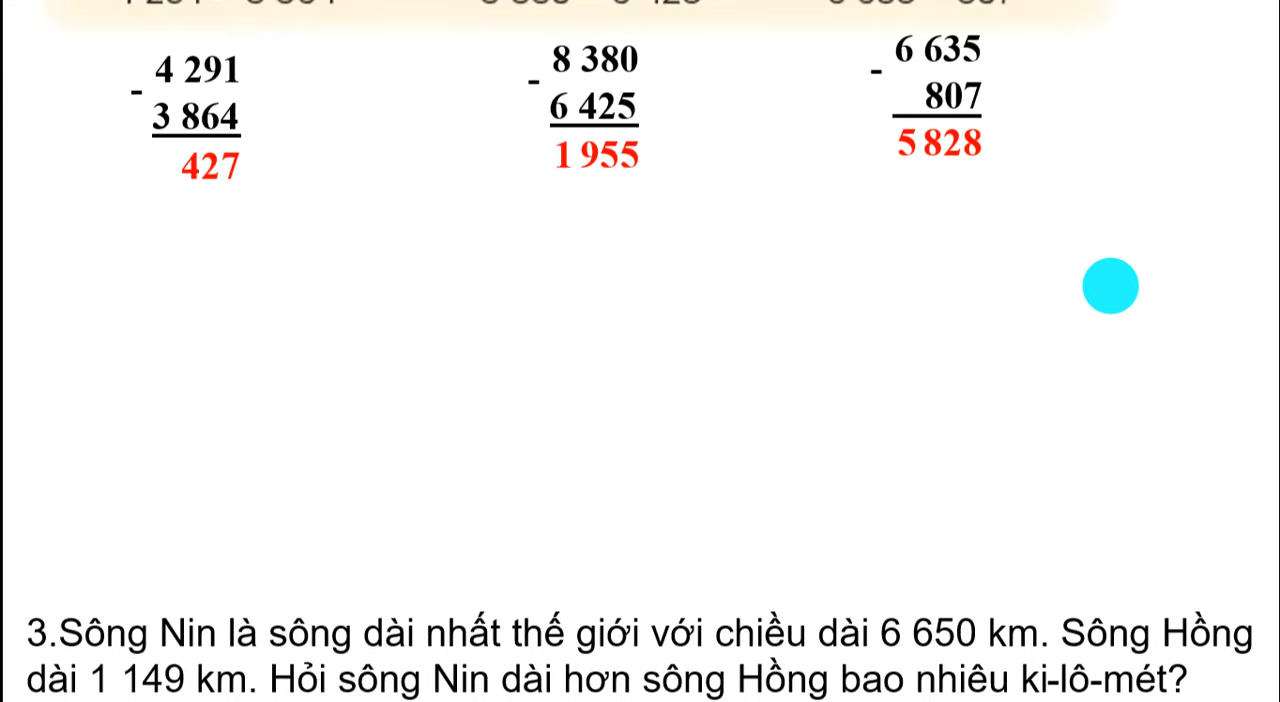 - 4 291
3 864
427
- 8 380
6 425
1 955
- 6 635
807
5 828
3.Sông Nin là sông dài nhất thế giới với chiều dài 6 650 km. Sông Hồng
dài 1 149 km. Hỏi sông Nin dài hơn sông Hồng bao nhiêu ki-lô-mét?